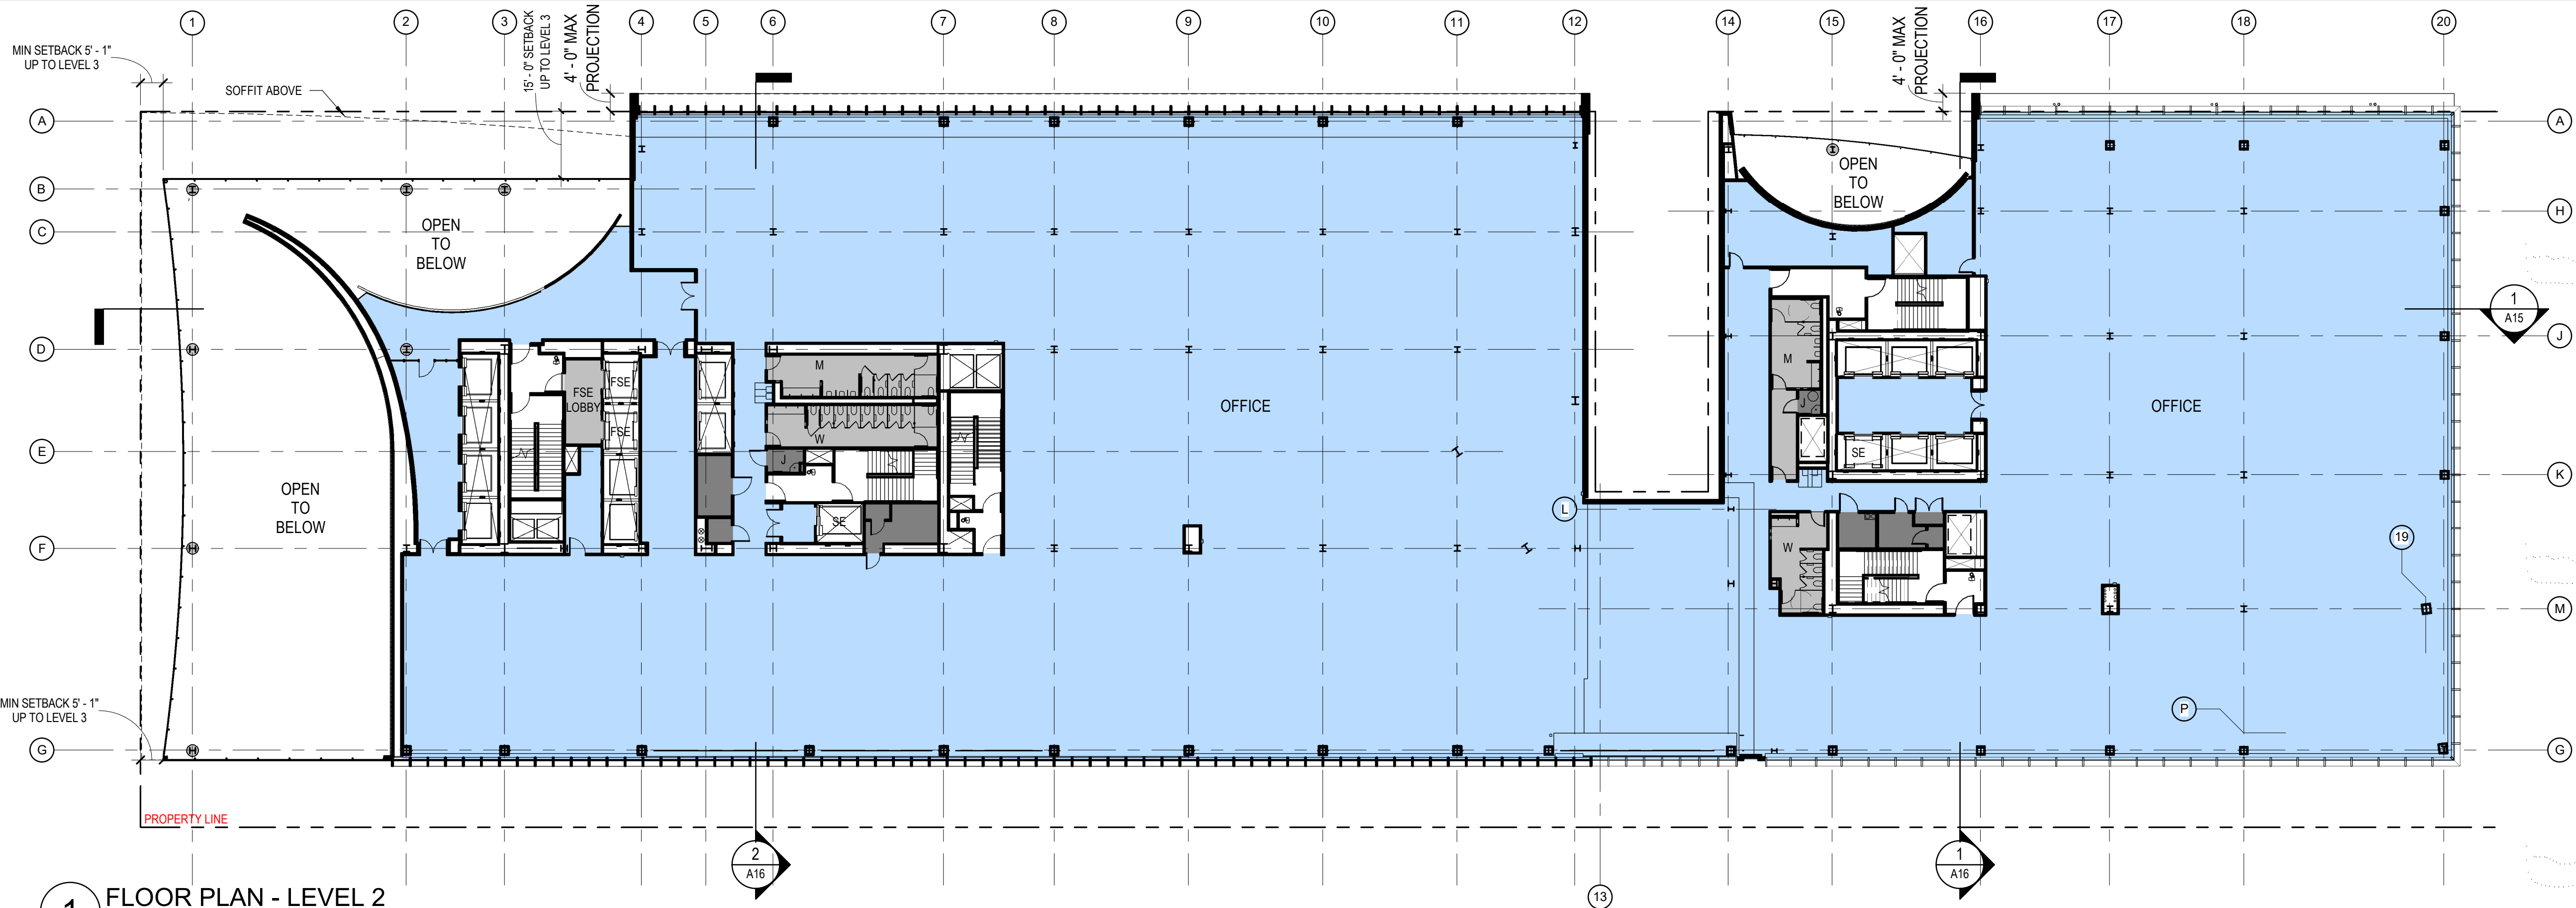 1
2
3
4
5
6
7
8
9
10
11
12
14
15
16
17
18
20
MIN SETBACK 5' - 1"
UP TO LEVEL 3
SOFFIT ABOVE
15' - 0" SETBACK
UP TO LEVEL 3
4' - 0" MAX
PROJECTION
4' - 0" MAX
PROJECTION
A
A
B
OPEN
TO
BELOW
OPEN
TO
BELOW
C
H
1
A15
D
J
M
FSE
FSE
LOBBY
FSE
W
J
SE
OFFICE
M
J
SE
OFFICE
E
K
OPEN
TO
BELOW
L
F
W
19
M
P
MIN SETBACK 5' - 1"
UP TO LEVEL 3
G
G
PROPERTY LINE
2
A16
1
A16
13
1
FLOOR PLAN - LEVEL 2